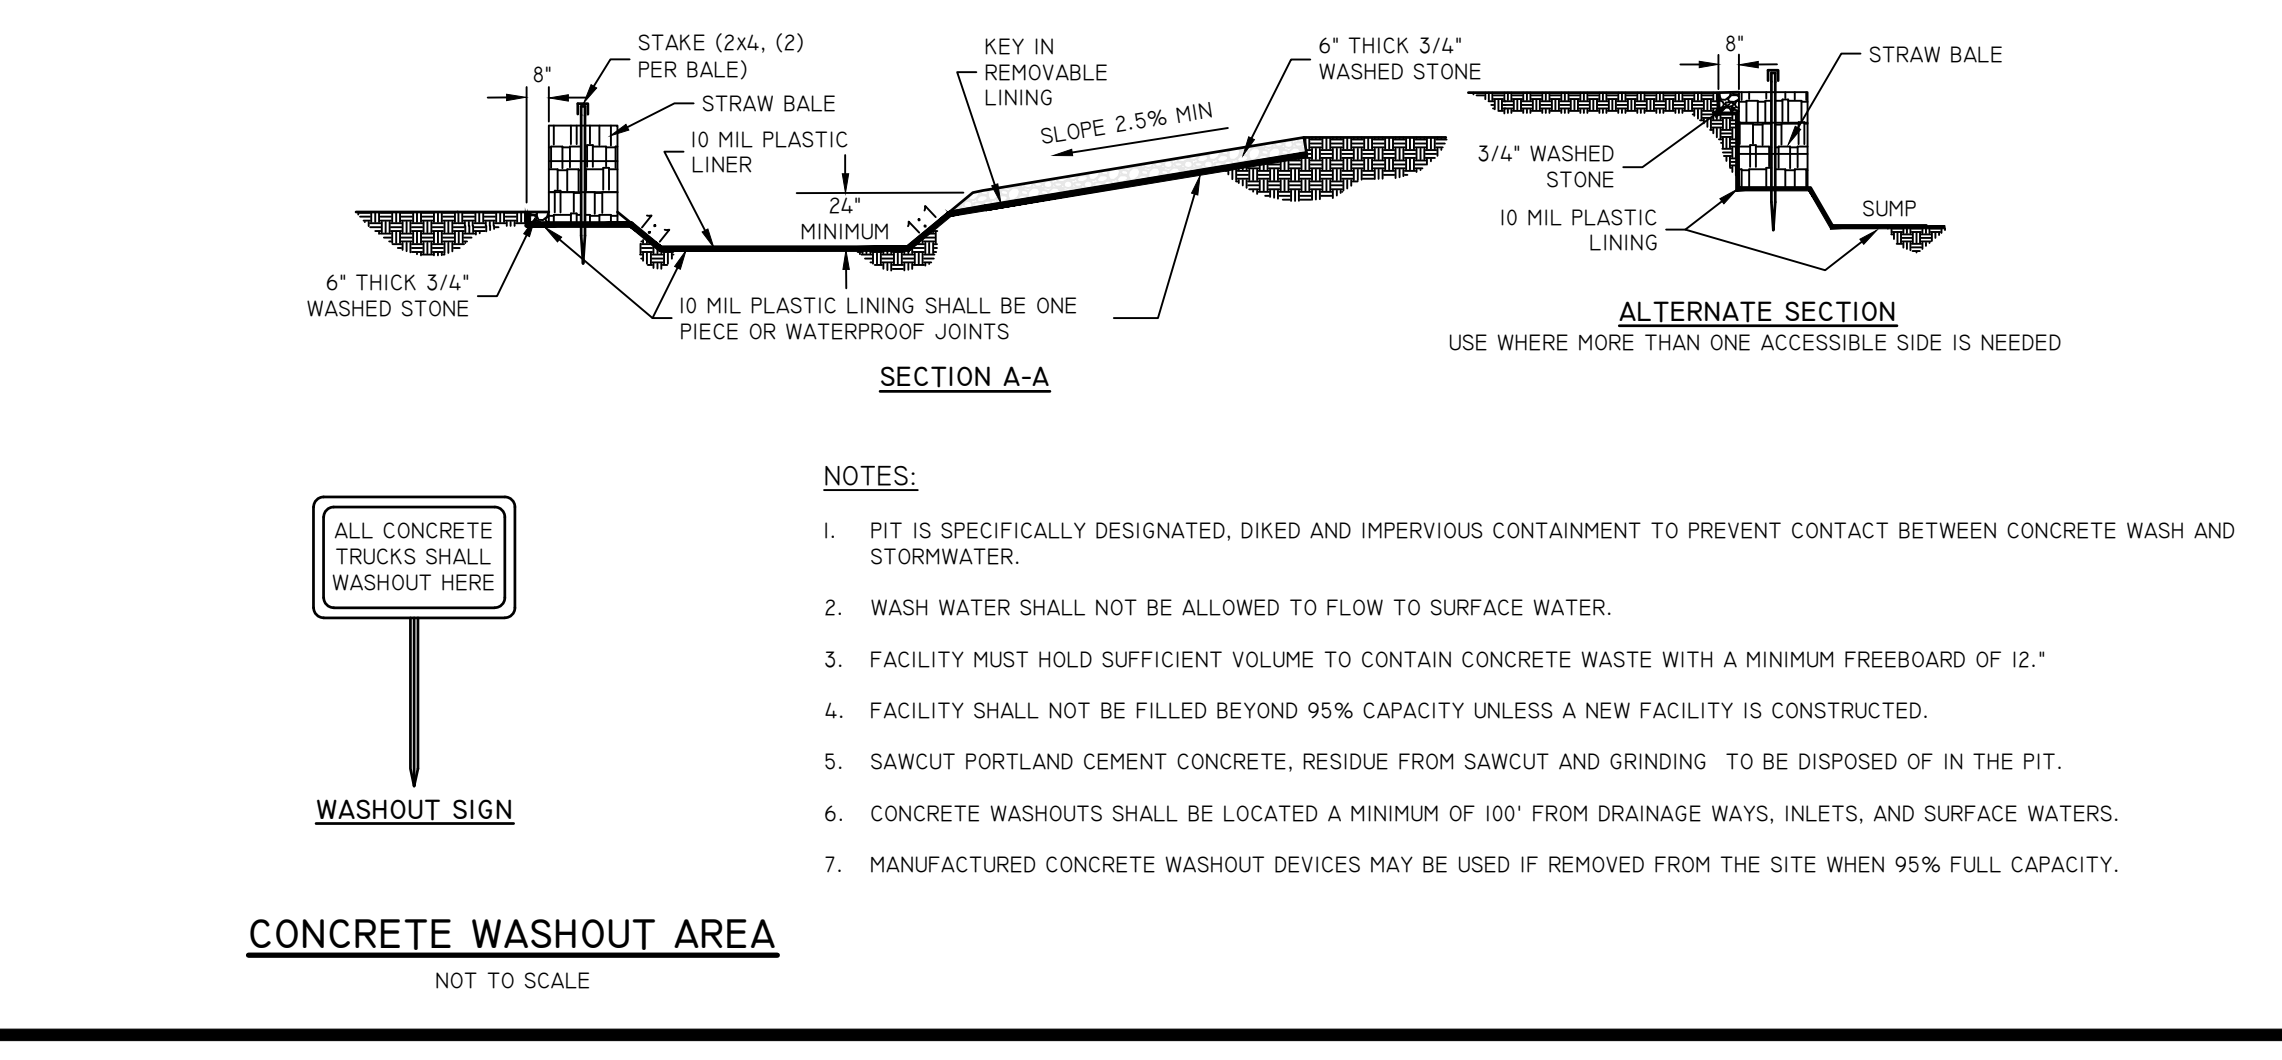 STAKE (2x4, (2)
PER BALE)
8"
STRAW BALE
10 MIL PLASTIC
LINER
KEY IN
REMOVABLE
LINING
6" THICK 3/4"
WASHED STONE
SLOPE 2.5% MIN
24"
MINIMUM
1:1
1:1
6" THICK 3/4"
WASHED STONE
10 MIL PLASTIC LINING SHALL BE ONE
PIECE OR WATERPROOF JOINTS
SECTION A-A
8"
STRAW BALE
3/4" WASHED
STONE
10 MIL PLASTIC
LINING
SUMP
ALTERNATE SECTION
USE WHERE MORE THAN ONE ACCESSIBLE SIDE IS NEEDED
ALL CONCRETE
TRUCKS SHALL
WASHOUT HERE
WASHOUT SIGN
NOTES:
1. PIT IS SPECIFICALLY DESIGNATED, DIKED AND IMPERVIOUS CONTAINMENT TO PREVENT CONTACT BETWEEN CONCRETE WASH AND
STORMWATER.
2. WASH WATER SHALL NOT BE ALLOWED TO FLOW TO SURFACE WATER.
3. FACILITY MUST HOLD SUFFICIENT VOLUME TO CONTAIN CONCRETE WASTE WITH A MINIMUM FREEBOARD OF 12."
4. FACILITY SHALL NOT BE FILLED BEYOND 95% CAPACITY UNLESS A NEW FACILITY IS CONSTRUCTED.
5. SAWCUT PORTLAND CEMENT CONCRETE, RESIDUE FROM SAWCUT AND GRINDING TO BE DISPOSED OF IN THE PIT.
6. CONCRETE WASHOUTS SHALL BE LOCATED A MINIMUM OF 100' FROM DRAINAGE WAYS, INLETS, AND SURFACE WATERS.
7. MANUFACTURED CONCRETE WASHOUT DEVICES MAY BE USED IF REMOVED FROM THE SITE WHEN 95% FULL CAPACITY.
CONCRETE WASHOUT AREA
NOT TO SCALE